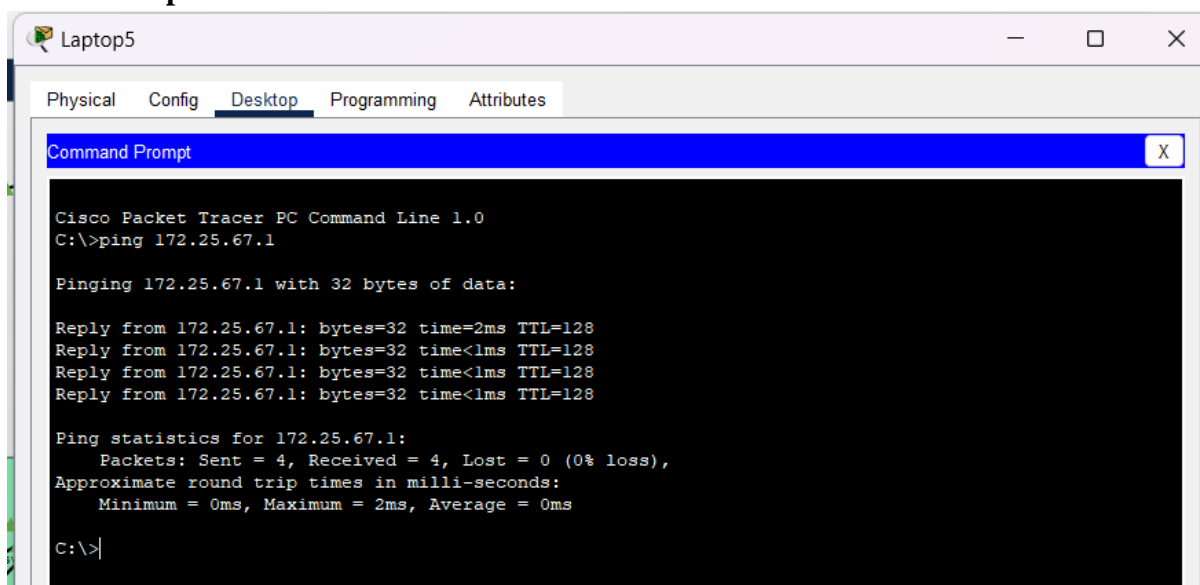 Laptop5
Physical Config Desktop Programming Attributes
Command Prompt X
Cisco Packet Tracer PC Command Line 1.0
C:\>ping 172.25.67.1
Pinging 172.25.67.1 with 32 bytes of data:
Reply from 172.25.67.1: bytes=32 time=2ms TTL=128
Reply from 172.25.67.1: bytes=32 time<1ms TTL=128
Reply from 172.25.67.1: bytes=32 time<1ms TTL=128
Reply from 172.25.67.1: bytes=32 time<1ms TTL=128
Ping statistics for 172.25.67.1:
Packets: Sent = 4, Received = 4, Lost = 0 (0% loss),
Approximate round trip times in milli-seconds:
Minimum = 0ms, Maximum = 2ms, Average = 0ms
C:\>